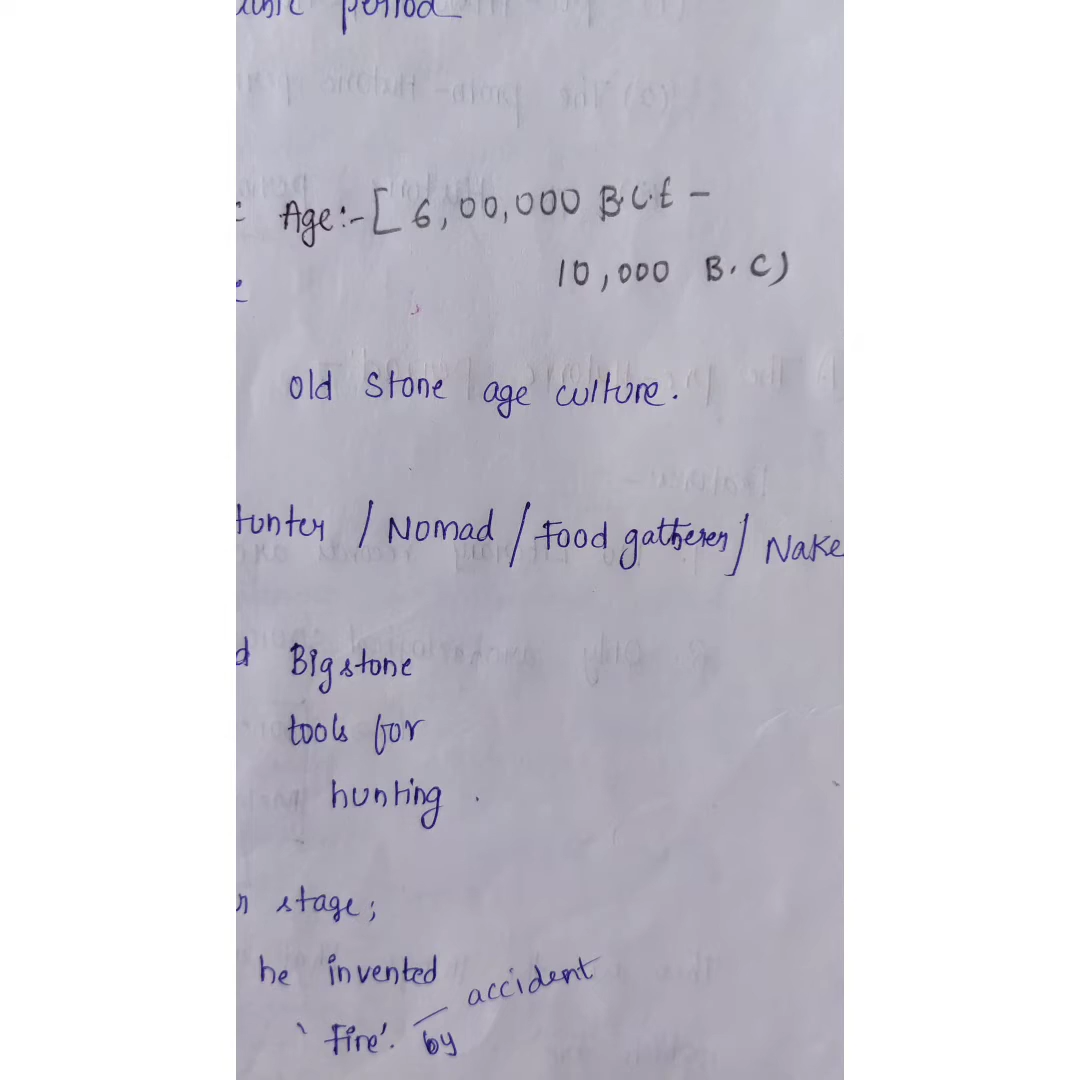 period
Age:- [ 6,00,000 B.C.E -
10,000 B.C)
old stone age culture.
Hunter / Nomad / Food gatherer / Nake
d Big stone
tools for
hunting .
n stage;
he invented
accident
'Fire'. by